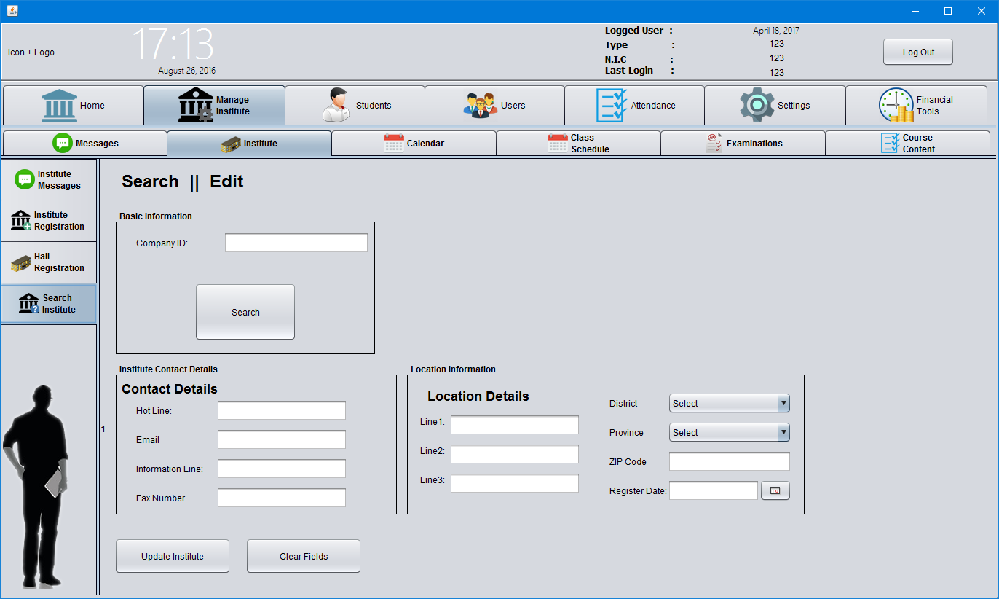 Icon + Logo
17:13
August 26, 2016
Logged User :
April 18, 2017
Type :
123
N.I.C :
123
Last Login :
123
Log Out
Home
Manage
Institute
Students
Users
Attendance
Settings
Financial
Tools
Messages
Institute
Calendar
Class
Schedule
Examinations
Course
Content
Institute
Messages
Institute
Registration
Hall
Registration
Search
Institute
Search || Edit
Basic Information
Company ID:
Search
Institute Contact Details
Contact Details
Hot Line:
Email
Information Line:
Fax Number
Location Information
Location Details
Line1:
Line2:
Line3:
District
Select
Province
Select
ZIP Code
Register Date:
1
Update Institute
Clear Fields